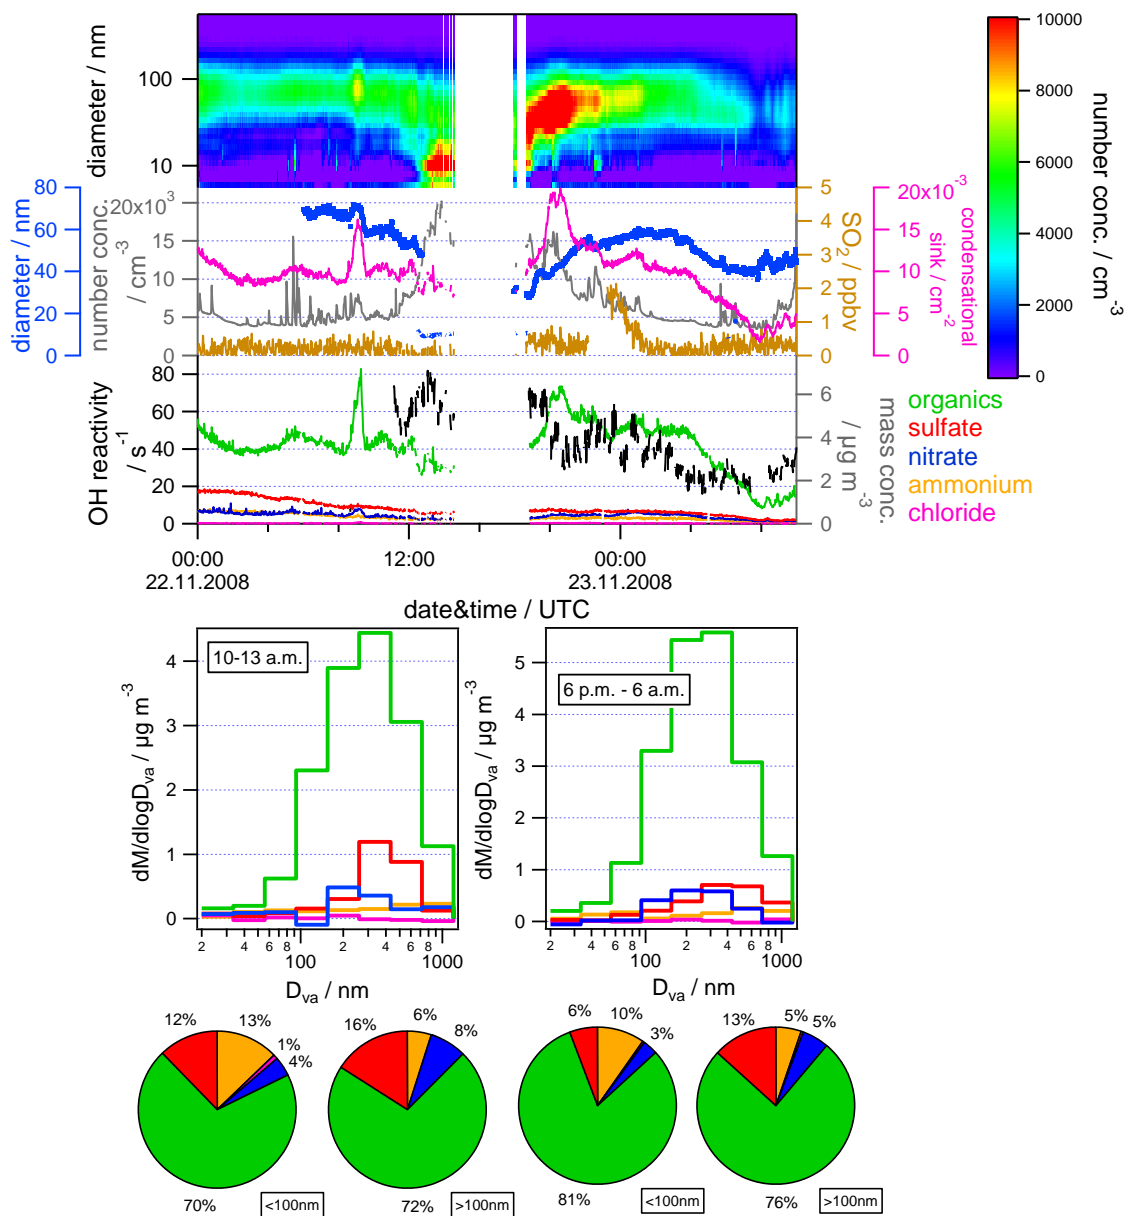 diameter / nm
100
10
10000
8000
6000
4000
2000
0
number conc. / cm⁻³
80
60
40
20
0
diameter / nm
20x10³
15
10
5
0
number conc.
/ cm⁻³
5
4
3
2
1
0
SO₂ / ppbv
20x10⁻³
15
10
5
0
condensational
sink / cm⁻²
80
60
40
20
0
OH reactivity
/ s⁻¹
6
4
2
0
mass conc.
/ µg m⁻³
organics
sulfate
nitrate
ammonium
chloride
00:00
22.11.2008
12:00
00:00
23.11.2008
date&time / UTC
10-13 a.m.
dM/dlogDva / µg m⁻³
4
3
2
1
0
2 4 6 8 100 2 4 6 8 1000
Dva / nm
6 p.m. - 6 a.m.
dM/dlogDva / µg m⁻³
5
4
3
2
1
0
2 4 6 8 100 2 4 6 8 1000
Dva / nm
12%
13%
1%
4%
70%
<100nm
16%
6%
8%
72%
>100nm
6%
10%
3%
81%
<100nm
13%
5%
5%
76%
>100nm